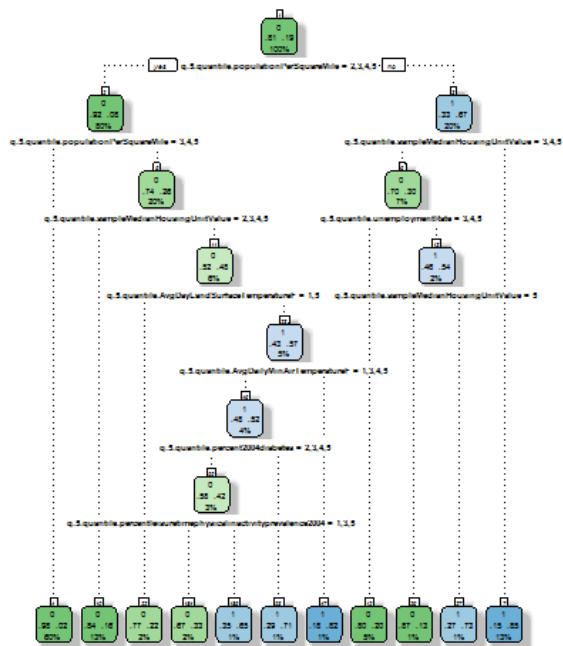 0
.81 .19
100%
yes q.5.quantile.populationPerSquareMile = 2,3,4,5 no
0
.92 .08
80%
1
.33 .67
20%
q.5.quantile.populationPerSquareMile = 3,4,5
q.5.quantile.sampleMedianHousingUnitValue = 3,4,5
0
.74 .26
20%
0
.70 .30
7%
q.5.quantile.sampleMedianHousingUnitValue = 2,3,4,5
q.5.quantile.unemploymentRate = 3,4,5
0
.52 .48
6%
1
.46 .54
2%
q.5.quantile.AvgDayLandSurfaceTemperatureF = 1,5
q.5.quantile.sampleMedianHousingUnitValue = 5
1
.43 .57
5%
q.5.quantile.AvgDailyMinAirTemperatureF = 1,3,4,5
1
.48 .52
4%
q.5.quantile.percent2004diabetes = 2,3,4,5
0
.58 .42
3%
q.5.quantile.percentleisuretimephysicalinactivityprevalence2004 = 1,3,5
0 0 0 0 1 1 1 0 0 1 1
.98 .02 .84 .16 .77 .22 .67 .33 .35 .65 .29 .71 .18 .82 .80 .20 .87 .13 .27 .73 .15 .85
60% 13% 2% 2% 1% 1% 1% 5% 1% 1% 13%